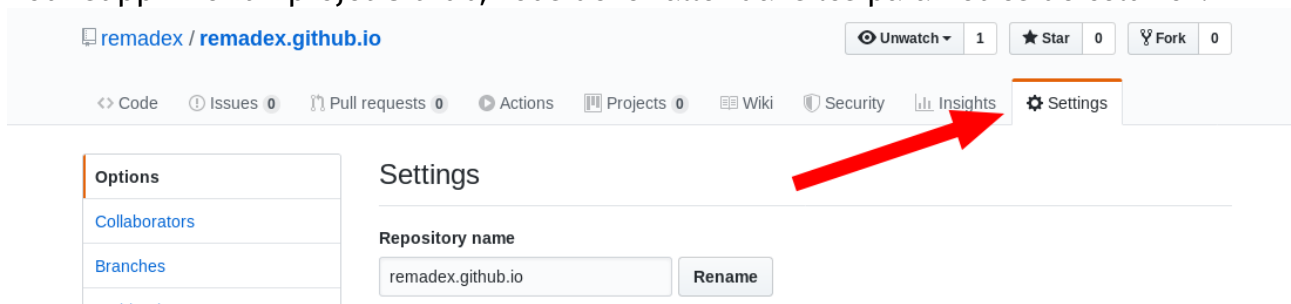 remadex / remadex.github.io Unwatch 1 Star 0 Fork 0
Code Issues 0 Pull requests 0 Actions Projects 0 Wiki Security Insights Settings
Options
Settings
Collaborators
Repository name
Branches
remadex.github.io Rename